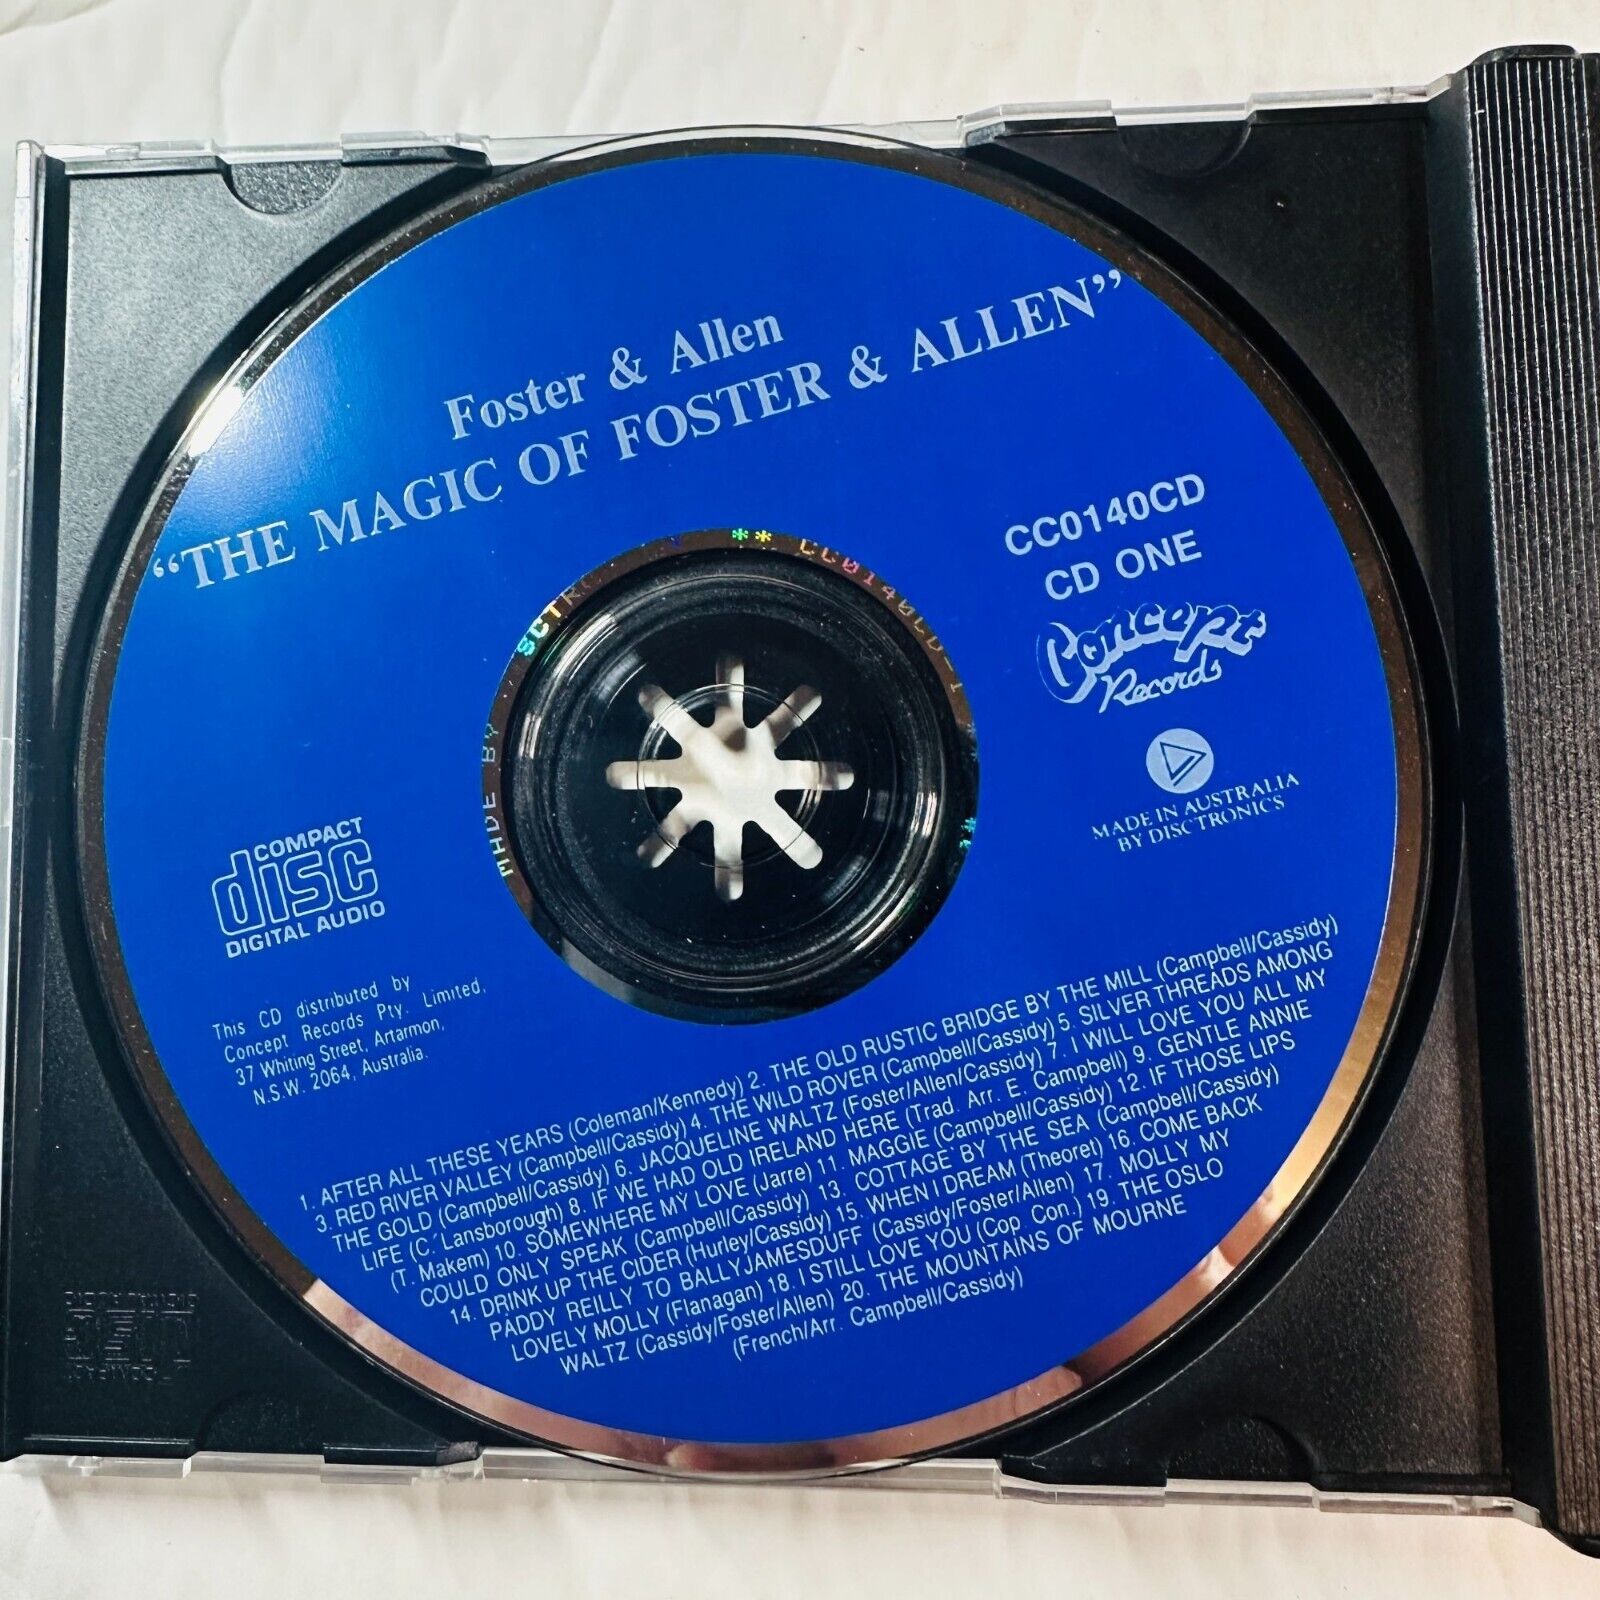 Foster & Allen
“THE MAGIC OF FOSTER & ALLEN”
CC0140CD
CD ONE
Concept
Records
MADE IN AUSTRALIA
BY DISCTRONICS
** CC0140CD-1
**
MADE BY
COMPACT
disc
DIGITAL AUDIO
This CD distributed by
Concept Records Pty. Limited,
37 Whiting Street, Artarmon,
N.S.W. 2064, Australia.
1. AFTER ALL THESE YEARS (Coleman/Kennedy) 2. THE OLD RUSTIC BRIDGE BY THE MILL (Campbell/Cassidy)
3. RED RIVER VALLEY (Campbell/Cassidy) 4. THE WILD ROVER (Campbell/Cassidy) 5. SILVER THREADS AMONG
THE GOLD (Campbell/Cassidy) 6. JACQUELINE WALTZ (Foster/Allen/Cassidy) 7. I WILL LOVE YOU ALL MY
LIFE (C. Lansborough) 8. IF WE HAD OLD IRELAND HERE (Trad. Arr. E. Campbell) 9. GENTLE ANNIE
(T. Makem) 10. SOMEWHERE MY LOVE (Jarre) 11. MAGGIE (Campbell/Cassidy) 12. IF THOSE LIPS
COULD ONLY SPEAK (Campbell/Cassidy) 13. COTTAGE BY THE SEA (Campbell/Cassidy)
14. DRINK UP THE CIDER (Hurley/Cassidy) 15. WHEN I DREAM (Theoret) 16. COME BACK
PADDY REILLY TO BALLYJAMESDUFF (Cassidy/Foster/Allen) 17. MOLLY MY
LOVELY MOLLY (Flanagan) 18. I STILL LOVE YOU (Cop. Con.) 19. THE OSLO
WALTZ (Cassidy/Foster/Allen) 20. THE MOUNTAINS OF MOURNE
(French/Arr. Campbell/Cassidy)